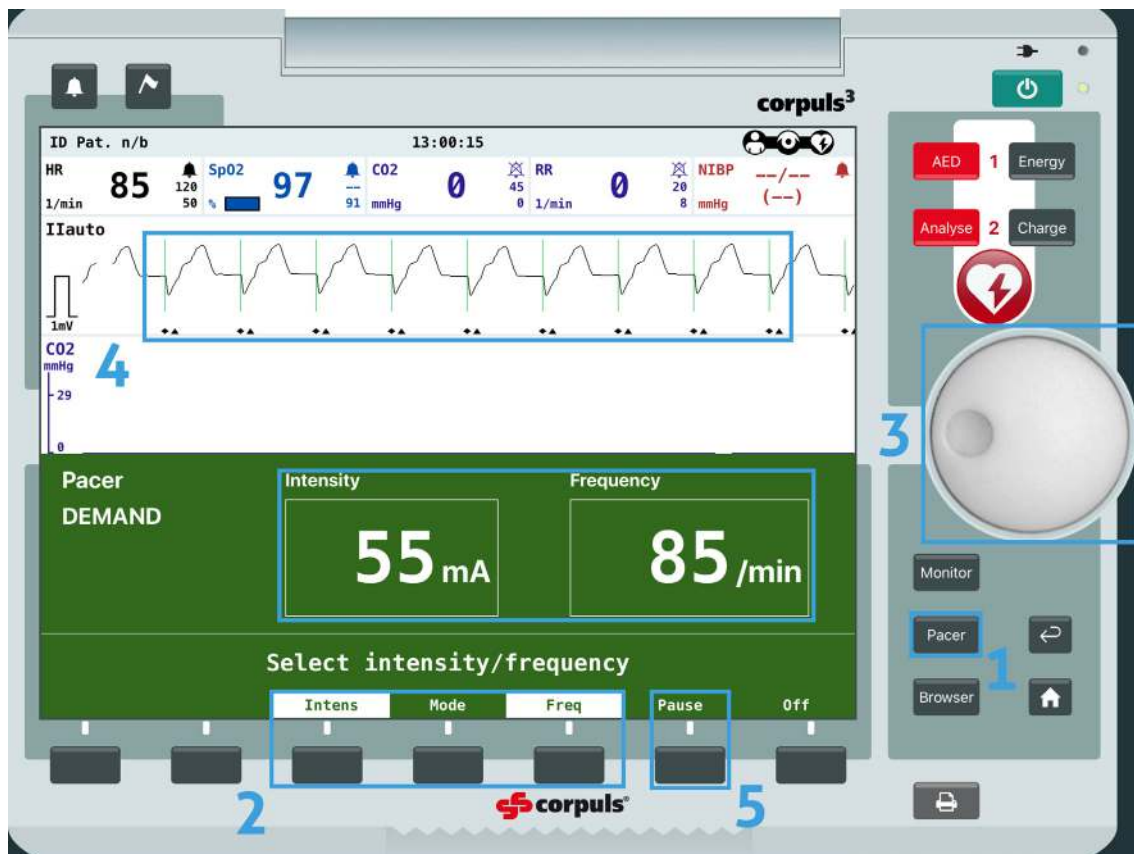 corpuls3
ID Pat. n/b 13:00:15
HR 85 120 SpO2 97 -- CO2 0 45 RR 0 20 NIBP --/--
1/min 50 % 91 mmHg 0 1/min 8 mmHg (--)
IIauto
1mV
4
CO2
mmHg
29
0
Pacer
DEMAND
Intensity Frequency
55 mA 85 /min
Select intensity/frequency
Intens Mode Freq Pause Off
2
5
corpuls®
AED 1 Energy
Analyse 2 Charge
3
Monitor
Pacer
1
Browser